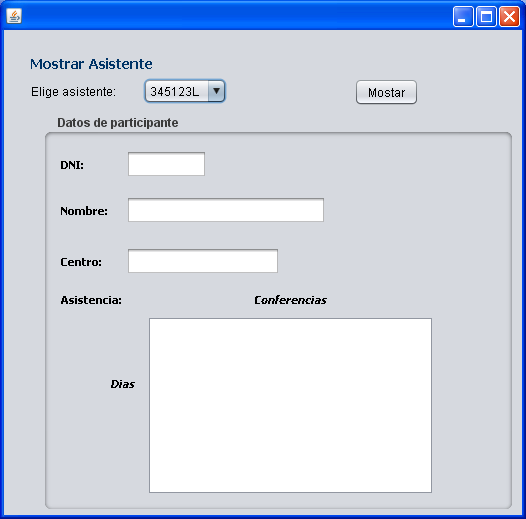 Mostrar Asistente
Elige asistente: 345123L Mostar
Datos de participante
DNI:
Nombre:
Centro:
Asistencia: Conferencias
Dias